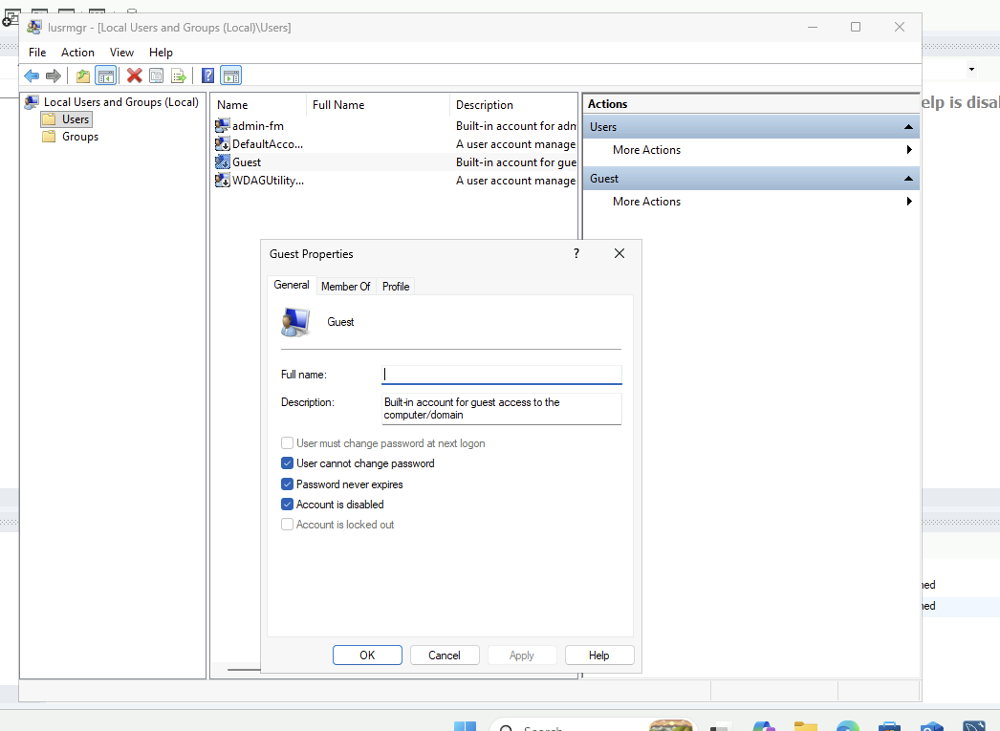 lusrmgr - [Local Users and Groups (Local)\Users]
File Action View Help
Local Users and Groups (Local)
Users
Groups
Name Full Name Description
admin-fm Built-in account for adm
DefaultAcco... A user account manage
Guest Built-in account for gue
WDAGUtility... A user account manage
Actions
Users
More Actions
Guest
More Actions
elp is disa
Guest Properties
?
General Member Of Profile
Guest
Full name:
Description: Built-in account for guest access to the
computer/domain
User must change password at next logon
User cannot change password
Password never expires
Account is disabled
Account is locked out
OK Cancel Apply Help
ned
ned
Search